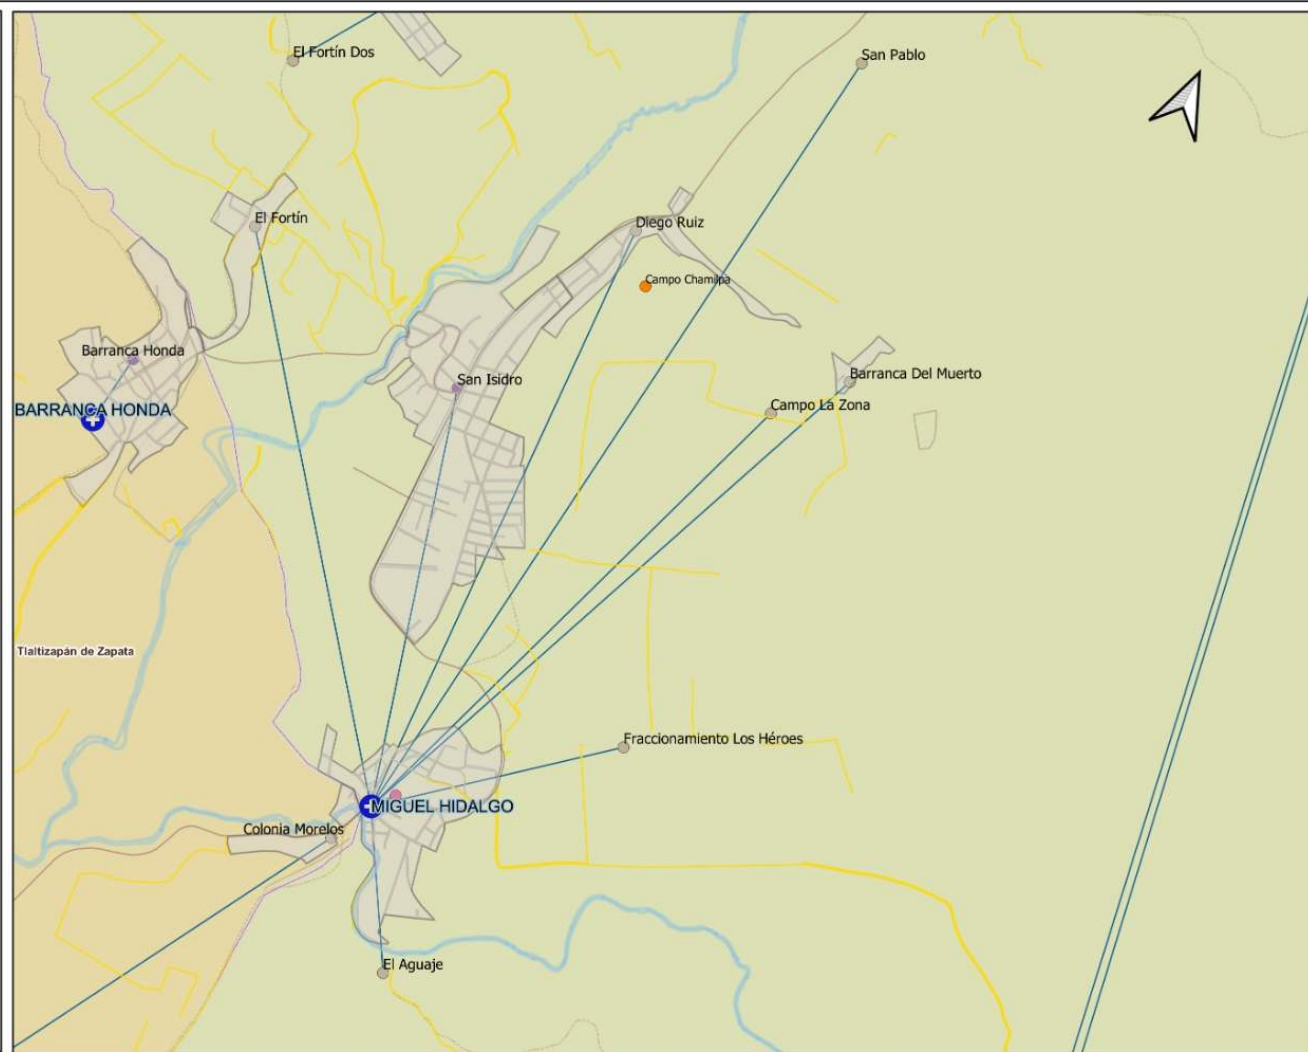 El Fortín Dos
San Pablo
El Fortín
Diego Ruiz
Campo Chamilpa
Barranca Honda
San Isidro
Barranca Del Muerto
BARRANCA HONDA
Campo La Zona
Tlaltizapán de Zapata
Fraccionamiento Los Héroes
MIGUEL HIDALGO
Colonia Morelos
El Aguaje